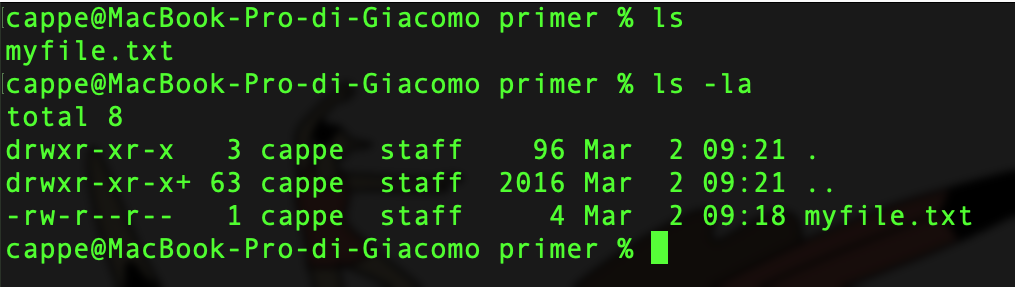 cappe@MacBook-Pro-di-Giacomo primer % ls
myfile.txt
cappe@MacBook-Pro-di-Giacomo primer % ls -la
total 8
drwxr-xr-x   3 cappe  staff    96 Mar  2 09:21 .
drwxr-xr-x+ 63 cappe  staff  2016 Mar  2 09:21 ..
-rw-r--r--   1 cappe  staff     4 Mar  2 09:18 myfile.txt
cappe@MacBook-Pro-di-Giacomo primer %